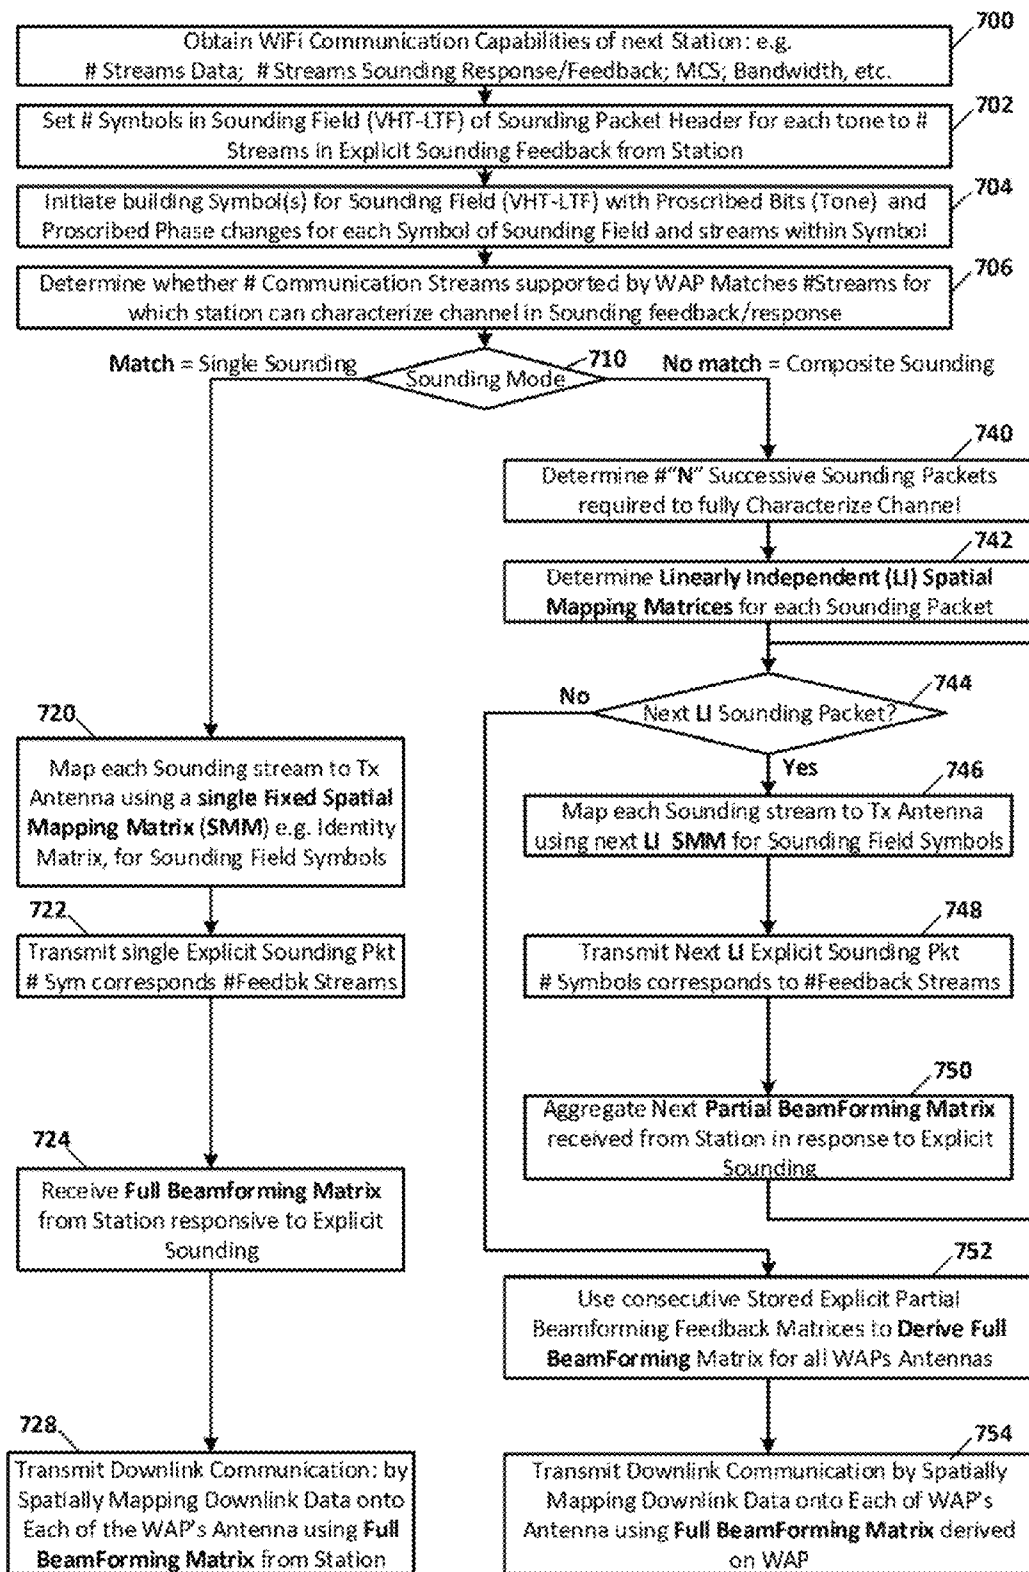 700
Obtain WiFi Communication Capabilities of next Station: e.g.
# Streams Data; # Streams Sounding Response/Feedback; MCS; Bandwidth, etc.
702
Set # Symbols in Sounding Field (VHT-LTF) of Sounding Packet Header for each tone to #
Streams in Explicit Sounding Feedback from Station
704
Initiate building Symbol(s) for Sounding Field (VHT-LTF) with Proscribed Bits (Tone) and
Proscribed Phase changes for each Symbol of Sounding Field and streams within Symbol
706
Determine whether # Communication Streams supported by WAP Matches #Streams for
which station can characterize channel in Sounding feedback/response
710
Match = Single Sounding
Sounding Mode
No match = Composite Sounding
740
Determine #"N" Successive Sounding Packets
required to fully Characterize Channel
742
Determine Linearly Independent (LI) Spatial
Mapping Matrices for each Sounding Packet
744
No
Next LI Sounding Packet?
Yes
720
Map each Sounding stream to Tx
Antenna using a single Fixed Spatial
Mapping Matrix (SMM) e.g. Identity
Matrix, for Sounding Field Symbols
746
Map each Sounding stream to Tx Antenna
using next LI SMM for Sounding Field Symbols
722
Transmit single Explicit Sounding Pkt
# Sym corresponds #Feedbk Streams
748
Transmit Next LI Explicit Sounding Pkt
# Symbols corresponds to #Feedback Streams
750
Aggregate Next Partial BeamForming Matrix
received from Station in response to Explicit
Sounding
724
Receive Full Beamforming Matrix
from Station responsive to Explicit
Sounding
752
Use consecutive Stored Explicit Partial
Beamforming Feedback Matrices to Derive Full
BeamForming Matrix for all WAPs Antennas
728
Transmit Downlink Communication: by
Spatially Mapping Downlink Data onto
Each of the WAP's Antenna using Full
BeamForming Matrix from Station
754
Transmit Downlink Communication by Spatially
Mapping Downlink Data onto Each of WAP's
Antenna using Full BeamForming Matrix derived
on WAP